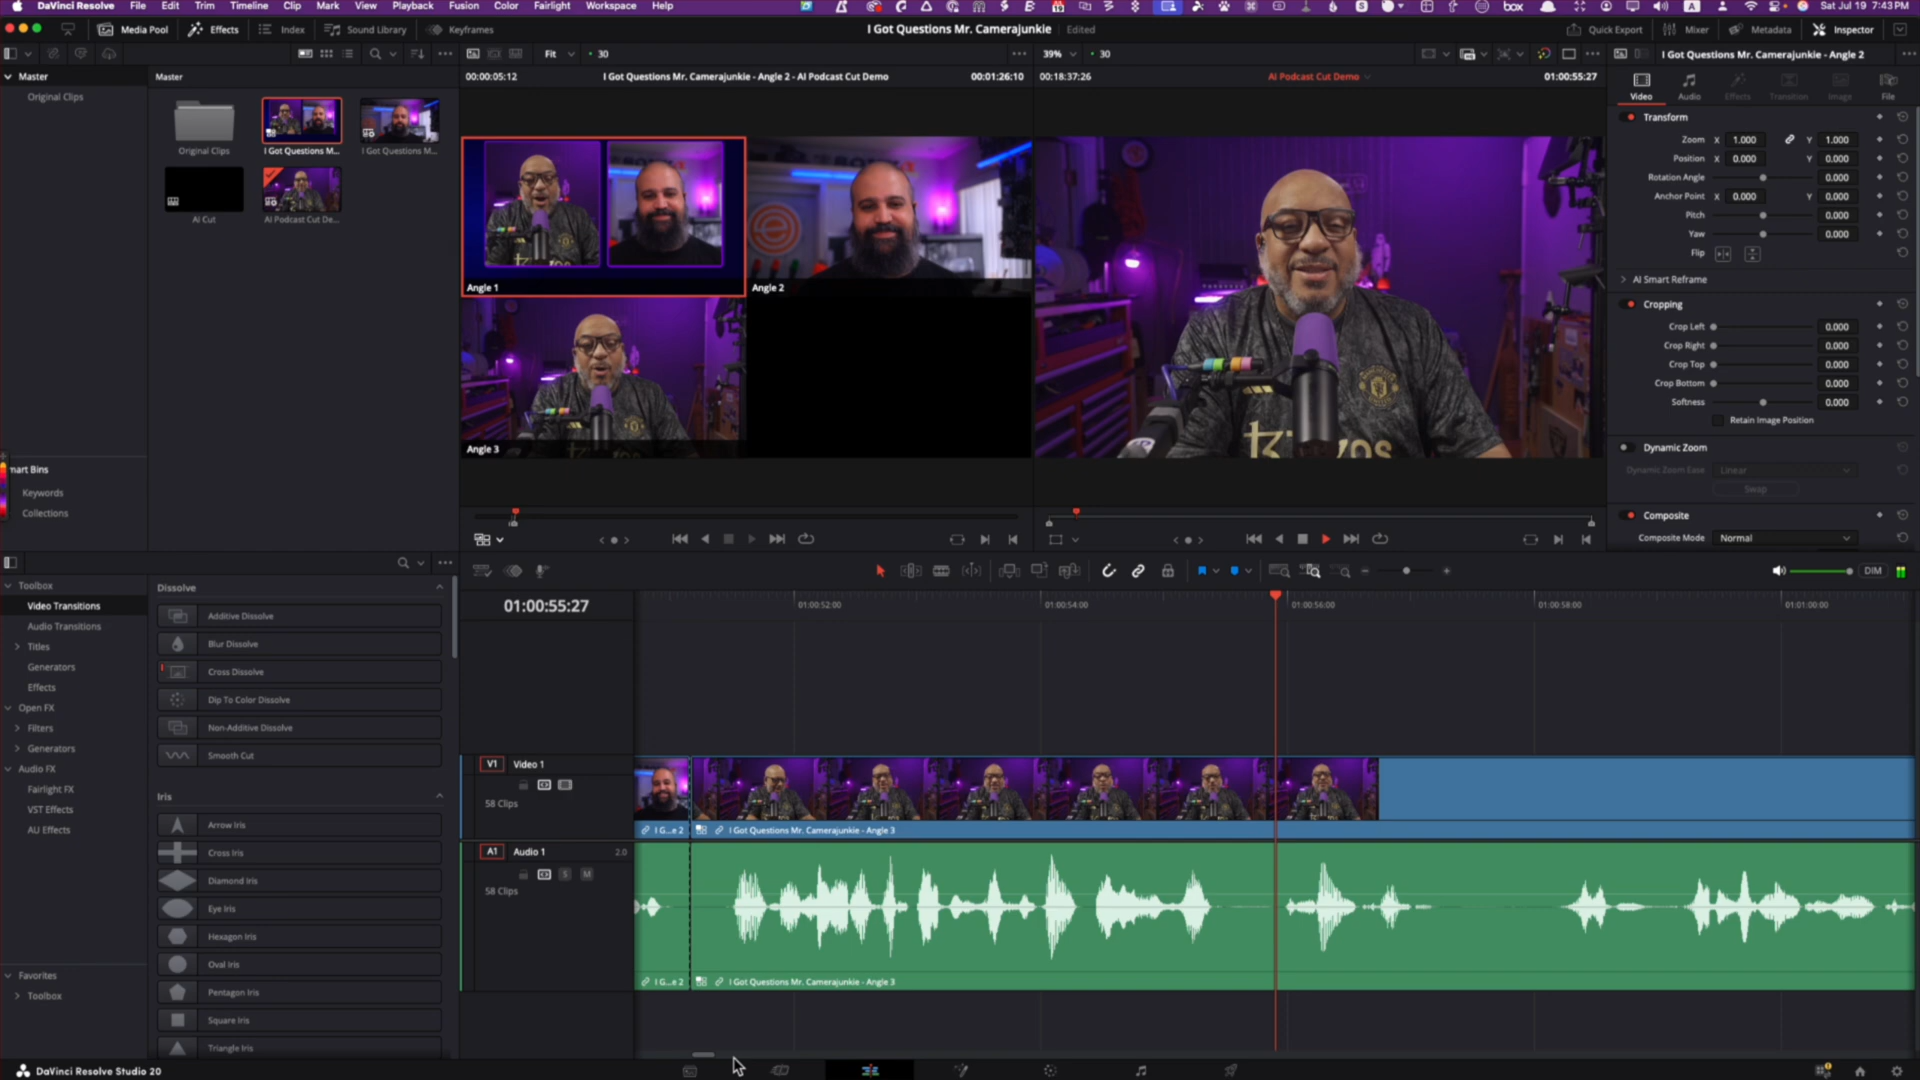 DaVinci Resolve File Edit Trim Timeline Clip Mark View Playback Fusion Color Fairlight Workspace Help
box A Sat Jul 19 7:43 PM
Media Pool Effects Index Sound Library Keyframes
I Got Questions Mr. Camerajunkie Edited
Quick Export Mixer Metadata Inspector
Fit 30
39% 30
I Got Questions Mr. Camerajunkie - Angle 2
Master
Original Clips
Master
00:00:05:12 I Got Questions Mr. Camerajunkie - Angle 2 - AI Podcast Cut Demo 00:01:26:10
00:18:37:26 AI Podcast Cut Demo 01:00:55:27
Original Clips
I Got Questions M...
I Got Questions M...
AI Cut
AI Podcast Cut De...
Angle 1
Angle 2
Angle 3
Video Audio Effects Transition Image File
Transform
Zoom X 1.000 Y 1.000
Position X 0.000 Y 0.000
Rotation Angle 0.000
Anchor Point X 0.000 Y 0.000
Pitch 0.000
Yaw 0.000
Flip
AI Smart Reframe
Cropping
Crop Left 0.000
Crop Right 0.000
Crop Top 0.000
Crop Bottom 0.000
Softness 0.000
Retain Image Position
Dynamic Zoom
Dynamic Zoom Ease Linear
Swap
Composite
Composite Mode Normal
mart Bins
Keywords
Collections
Toolbox
Video Transitions
Audio Transitions
Titles
Generators
Effects
Open FX
Filters
Generators
Audio FX
Fairlight FX
VST Effects
AU Effects
Favorites
Toolbox
Dissolve
Additive Dissolve
Blur Dissolve
Cross Dissolve
Dip To Color Dissolve
Non-Additive Dissolve
Smooth Cut
Iris
Arrow Iris
Cross Iris
Diamond Iris
Eye Iris
Hexagon Iris
Oval Iris
Pentagon Iris
Square Iris
Triangle Iris
DIM
01:00:55:27
01:00:52:00 01:00:54:00 01:00:56:00 01:00:58:00 01:01:00:00
V1 Video 1
58 Clips
I G...e 2 I Got Questions Mr. Camerajunkie - Angle 3
A1 Audio 1 2.0
S M
58 Clips
I G...e 2 I Got Questions Mr. Camerajunkie - Angle 3
DaVinci Resolve Studio 20